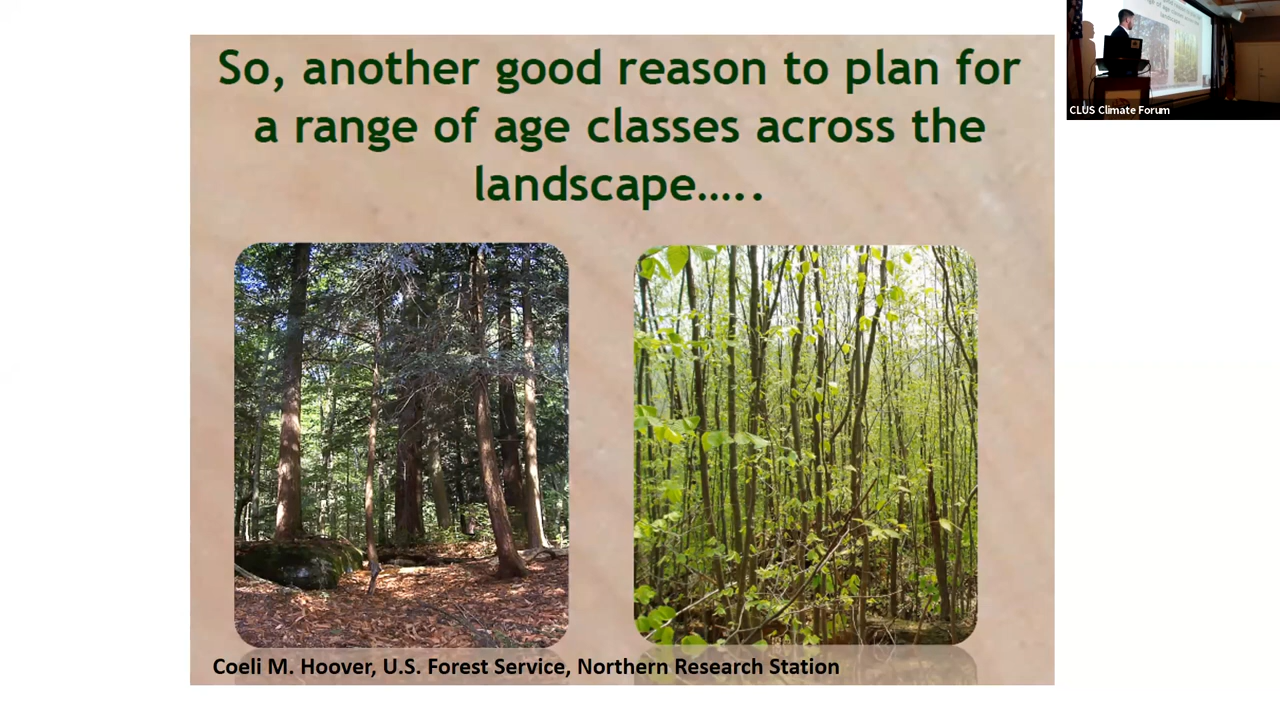 So, another good reason to plan for
a range of age classes across the
landscape…..
Coeli M. Hoover, U.S. Forest Service, Northern Research Station
CLUS Climate Forum